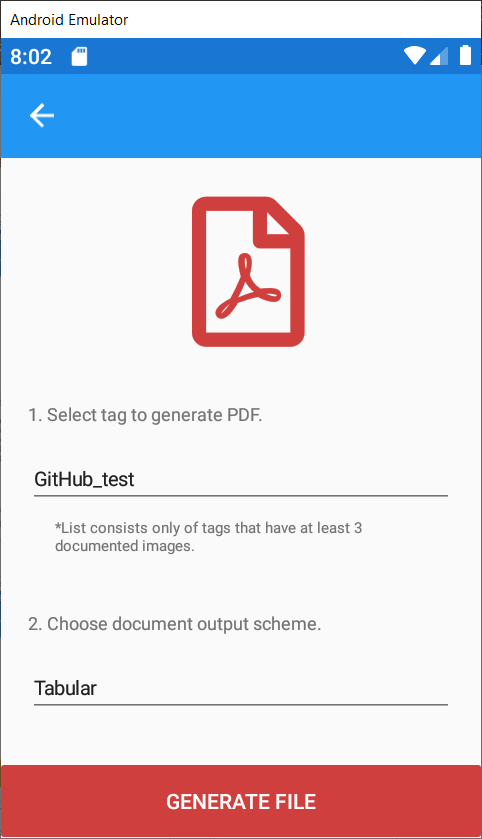 Android Emulator
8:02
1. Select tag to generate PDF.
GitHub_test
*List consists only of tags that have at least 3
documented images.
2. Choose document output scheme.
Tabular
GENERATE FILE